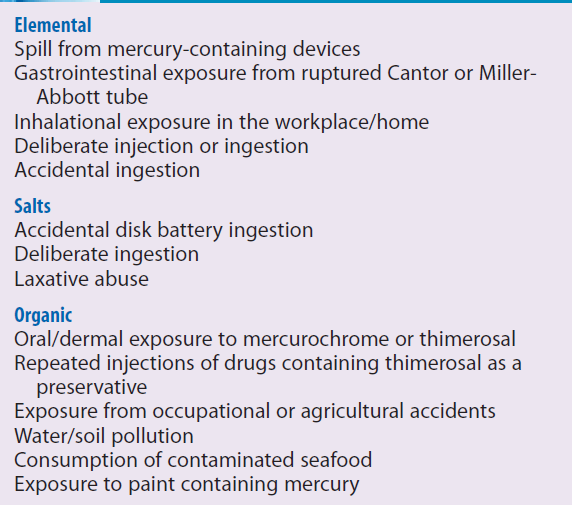 Elemental
Spill from mercury-containing devices
Gastrointestinal exposure from ruptured Cantor or Miller-
Abbott tube
Inhalational exposure in the workplace/home
Deliberate injection or ingestion
Accidental ingestion
Salts
Accidental disk battery ingestion
Deliberate ingestion
Laxative abuse
Organic
Oral/dermal exposure to mercurochrome or thimerosal
Repeated injections of drugs containing thimerosal as a
preservative
Exposure from occupational or agricultural accidents
Water/soil pollution
Consumption of contaminated seafood
Exposure to paint containing mercury